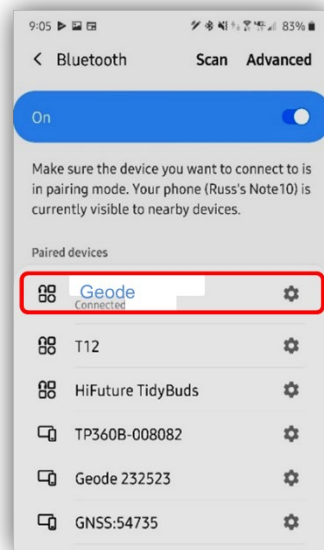 9:05 83%
Bluetooth Scan Advanced
On
Make sure the device you want to connect to is
in pairing mode. Your phone (Russ's Note10) is
currently visible to nearby devices.
Paired devices
Geode
Connected
T12
HiFuture TidyBuds
TP360B-008082
Geode 232523
GNSS:54735